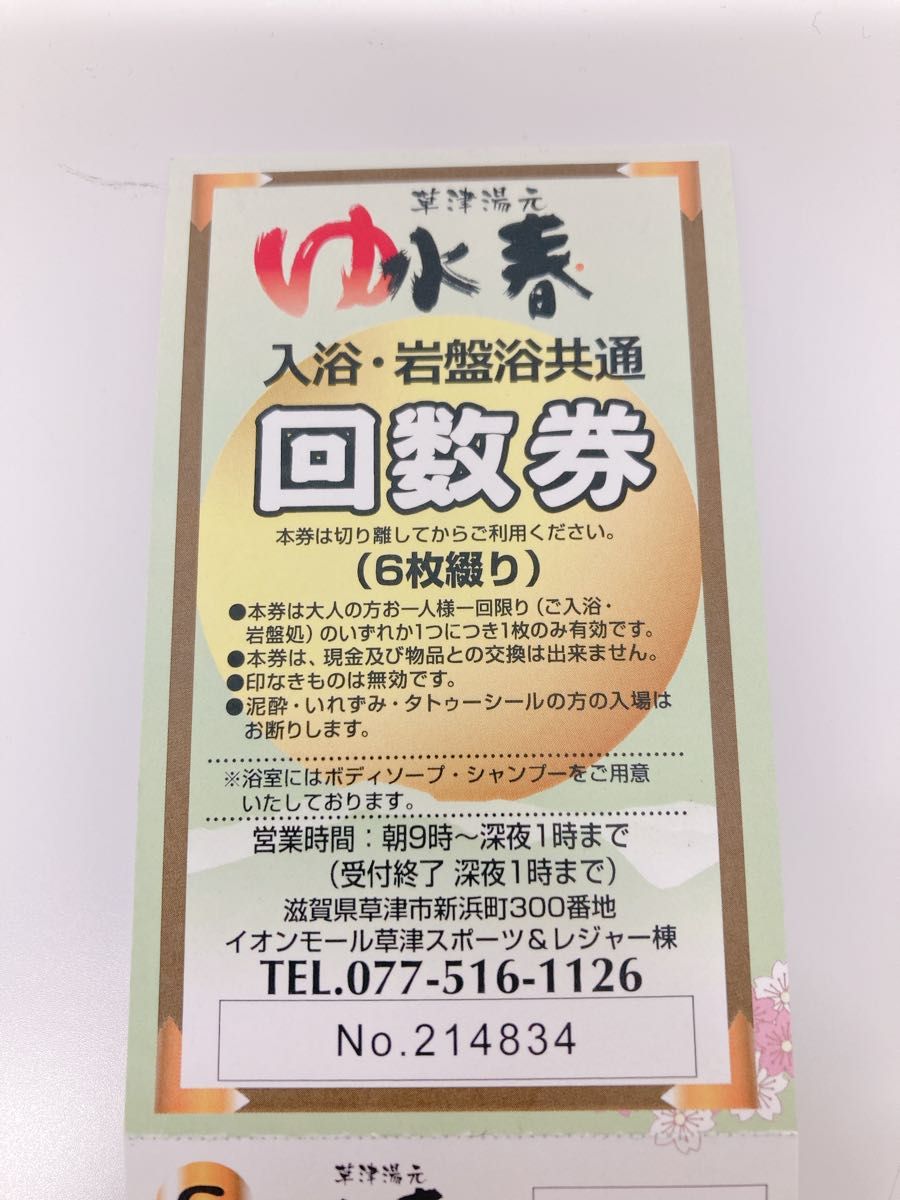 草津湯元
ゆ水春
入浴・岩盤浴共通
回数券
本券は切り離してからご利用ください。
(6枚綴り)
●本券は大人の方お一人様一回限り(ご入浴・
岩盤処)のいずれか1つにつき1枚のみ有効です。
●本券は、現金及び物品との交換は出来ません。
●印なきものは無効です。
●泥酔・いれずみ・タトゥーシールの方の入場は
お断りします。
※浴室にはボディソープ・シャンプーをご用意
いたしております。
営業時間:朝9時〜深夜1時まで
(受付終了 深夜1時まで)
滋賀県草津市新浜町300番地
イオンモール草津スポーツ&レジャー棟
TEL.077-516-1126
No.214834
草津湯元